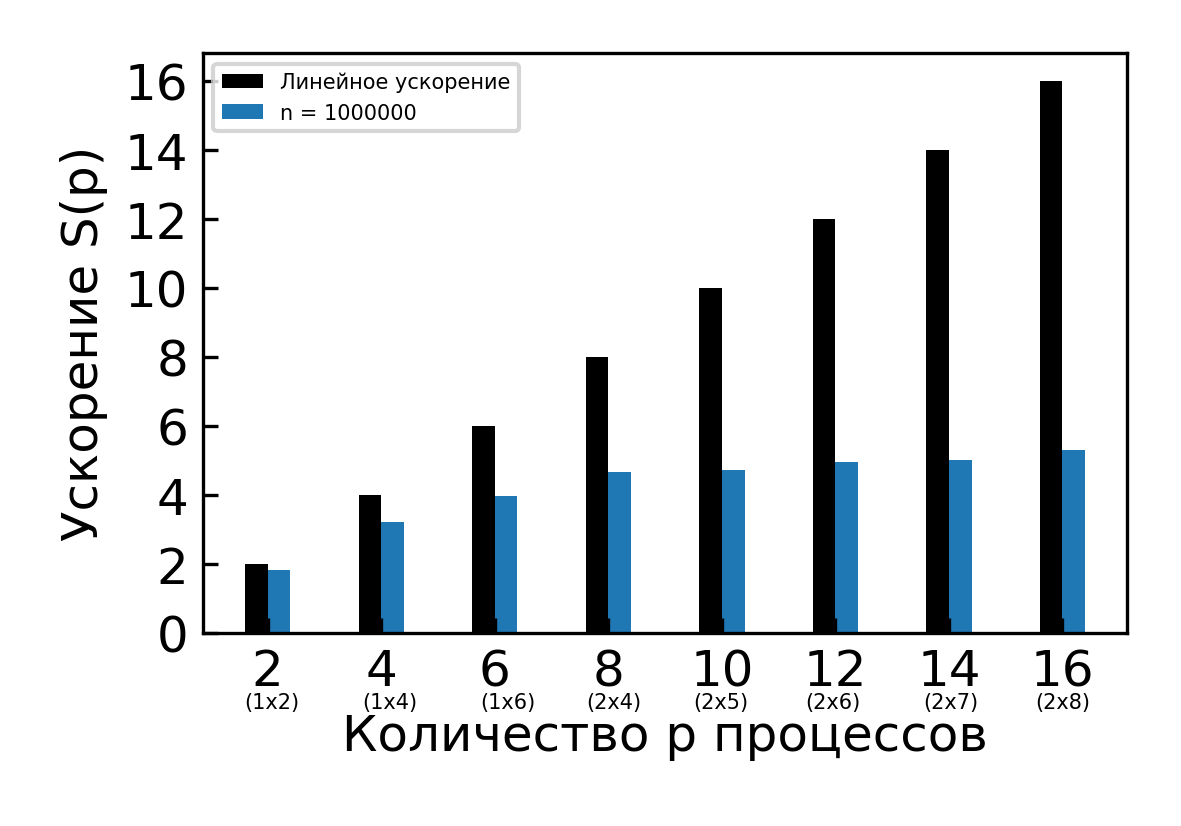 Линейное ускорение
n = 1000000
Ускорение S(p)
16
14
12
10
8
6
4
2
0
2 4 6 8 10 12 14 16
(1x2) (1x4) (1x6) (2x4) (2x5) (2x6) (2x7) (2x8)
Количество p процессов